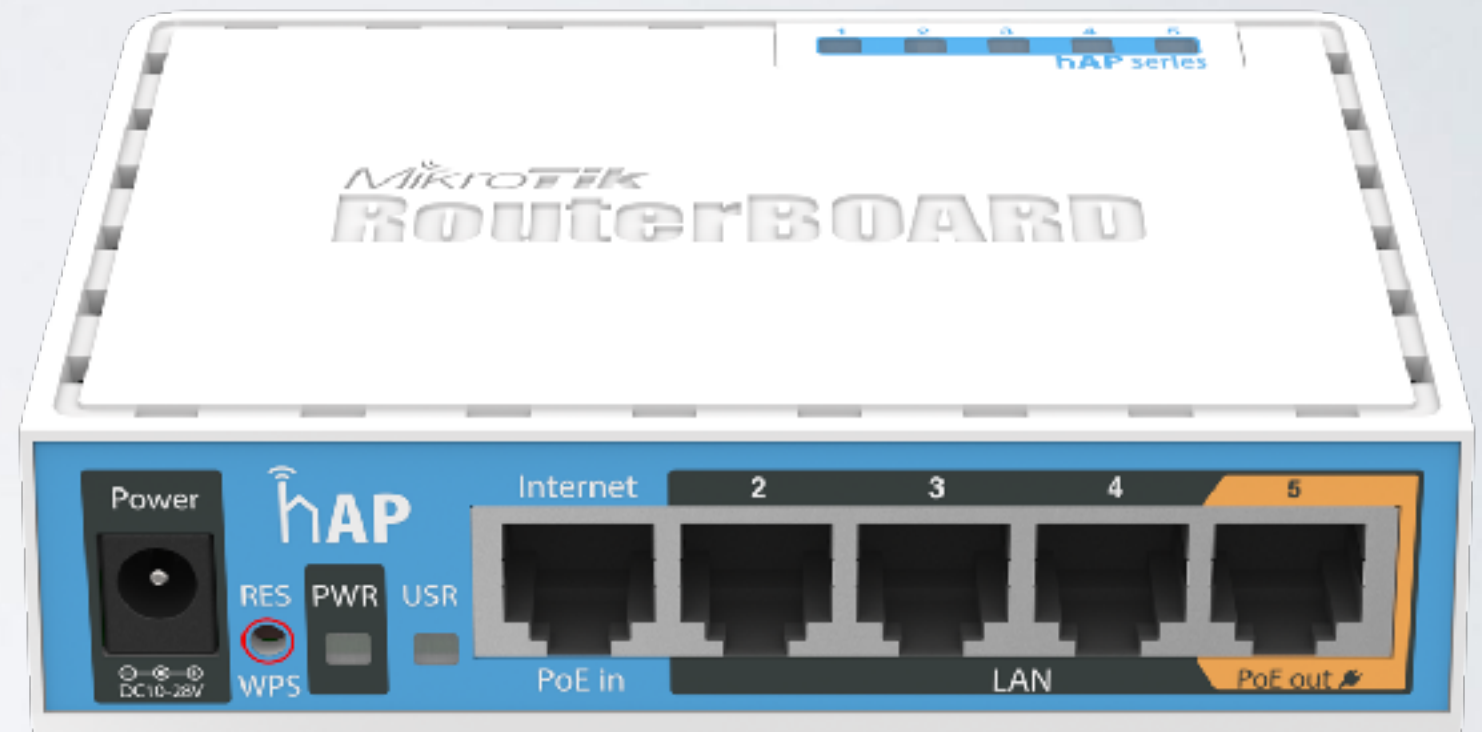 1 2 3 4 5
hAP series
MikroTik
RouterBOARD
Power
hAP
Internet
2 3 4 5
RES
PWR
USR
WPS
DC10-28V
PoE in
LAN
PoE out